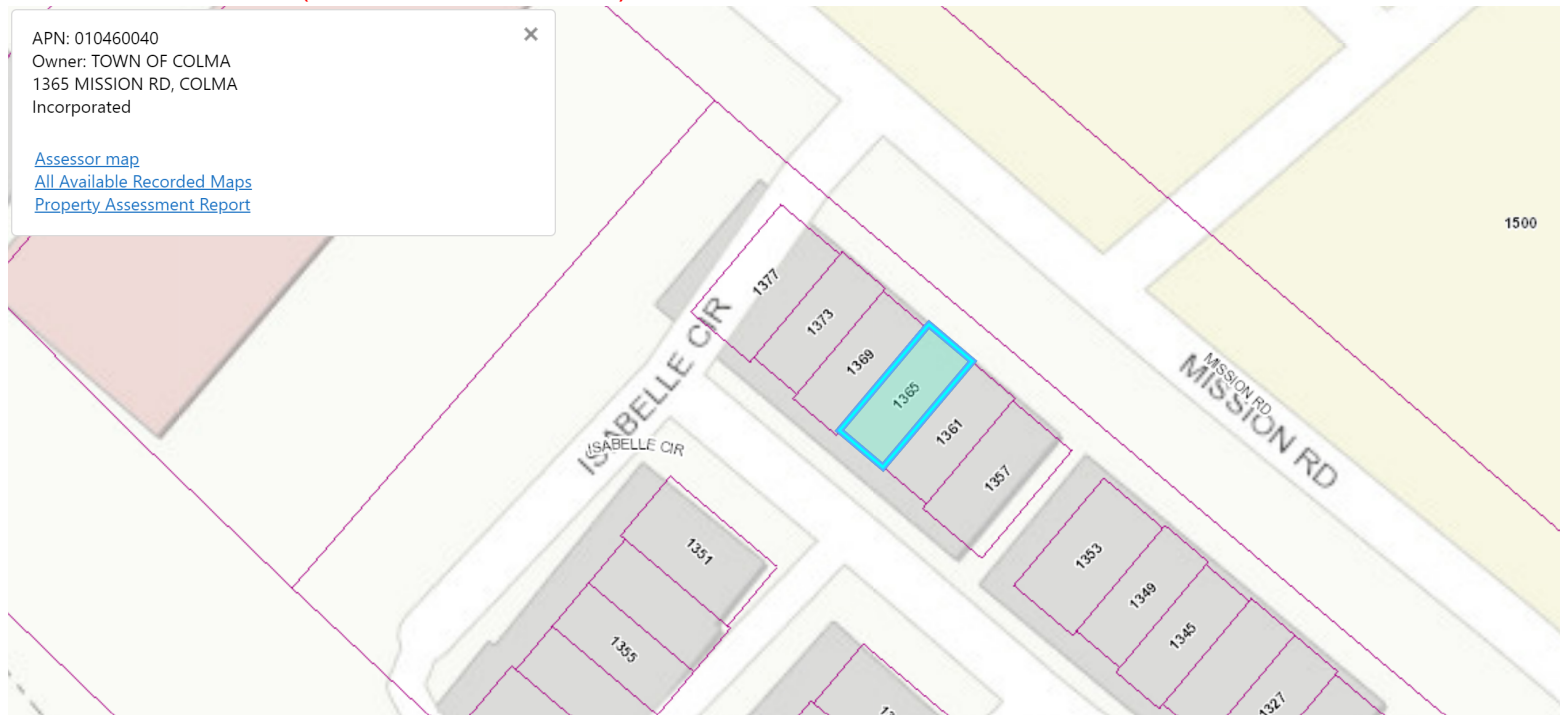 APN: 010460040
Owner: TOWN OF COLMA
1365 MISSION RD, COLMA
Incorporated
Assessor map
All Available Recorded Maps
Property Assessment Report
1500
1377
1373
1369
1365
1361
1357
ISABELLE CIR
ISABELLE CIR
MISSION RD
MISSION RD
1351
1355
1353
1349
1345
1327